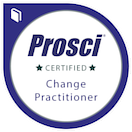 Prosci®
★ CERTIFIED ★
Change
Practitioner